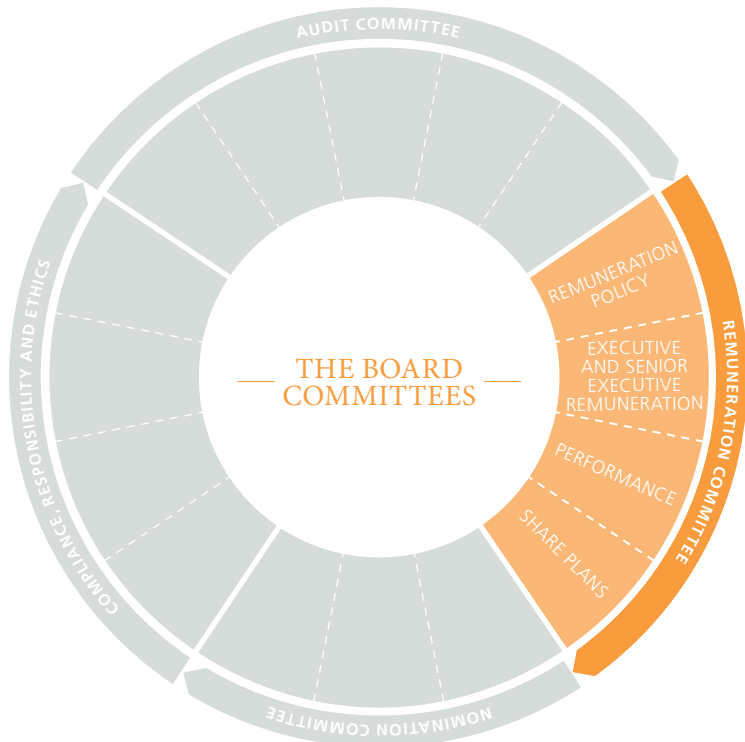 AUDIT COMMITTEE
REMUNERATION COMMITTEE
NOMINATION COMMITTEE
COMPLIANCE, RESPONSIBILITY AND ETHICS
REMUNERATION
POLICY
EXECUTIVE
AND SENIOR
EXECUTIVE
REMUNERATION
PERFORMANCE
SHARE PLANS
THE BOARD
COMMITTEES